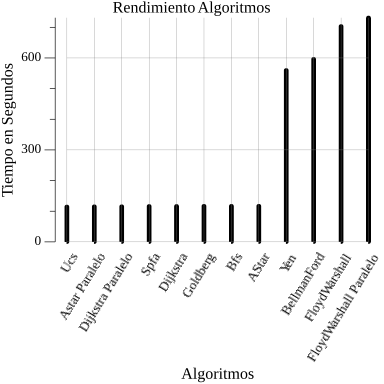 Rendimiento Algoritmos
Tiempo en Segundos
600
300
0
Ucs
Astar Paralelo
Dijkstra Paralelo
Spfa
Dijkstra
Goldberg
Bfs
AStar
Yen
BellmanFord
FloydWarshall
FloydWarshall Paralelo
Algoritmos